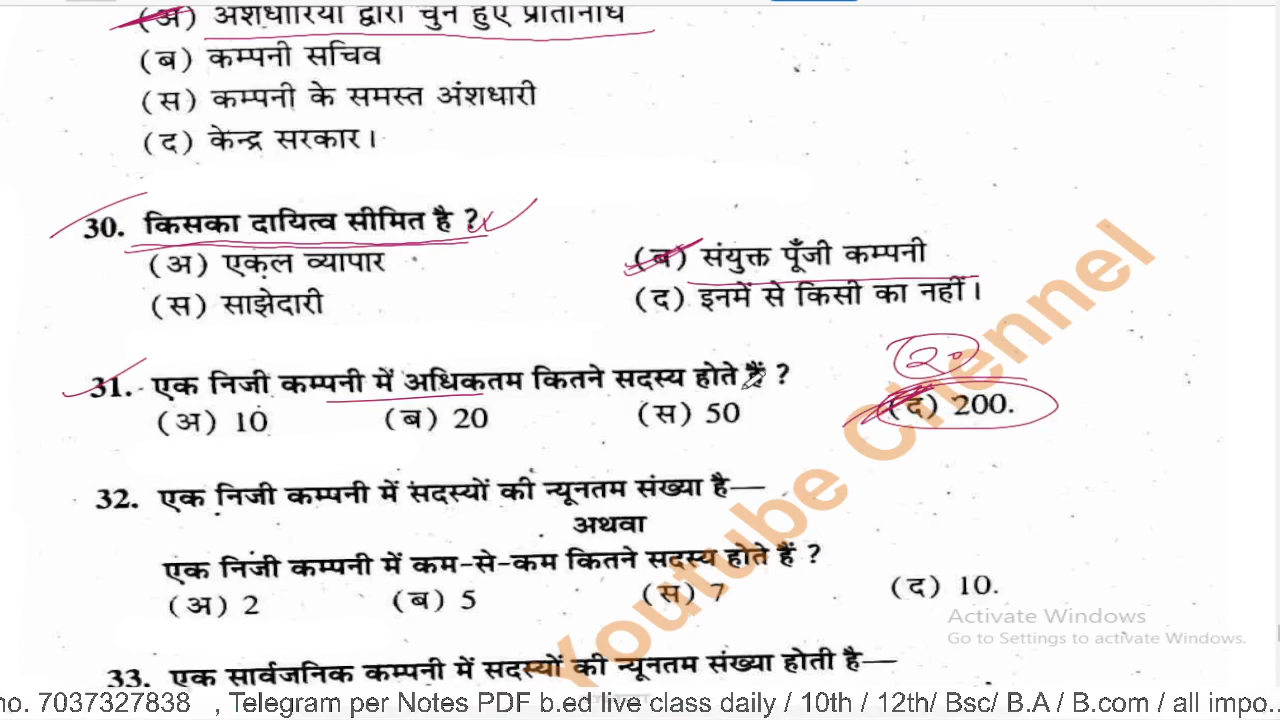 (अ) अंशधारियों द्वारा चुने हुए प्रतिनिधि
(ब) कम्पनी सचिव
(स) कम्पनी के समस्त अंशधारी
(द) केन्द्र सरकार।
30. किसका दायित्व सीमित है ?
(अ) एकल व्यापार (ब) संयुक्त पूँजी कम्पनी
(स) साझेदारी (द) इनमें से किसी का नहीं।
31. एक निजी कम्पनी में अधिकतम कितने सदस्य होते हैं ?
(अ) 10 (ब) 20 (स) 50 (द) 200.
32. एक निजी कम्पनी में सदस्यों की न्यूनतम संख्या है—
अथवा
एक निजी कम्पनी में कम-से-कम कितने सदस्य होते हैं ?
(अ) 2 (ब) 5 (स) 7 (द) 10.
33. एक सार्वजनिक कम्पनी में सदस्यों की न्यूनतम संख्या होती है—
Youtube Chennel
Activate Windows
Go to Settings to activate Windows.
no. 7037327838 , Telegram per Notes PDF b.ed live class daily / 10th / 12th/ Bsc/ B.A / B.com / all impo..